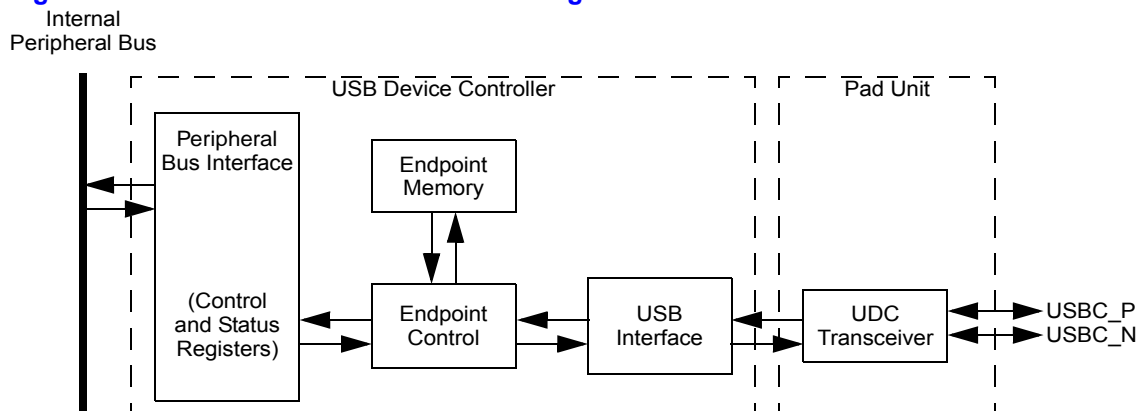 Internal
Peripheral Bus
USB Device Controller
Pad Unit
Peripheral
Bus Interface
Endpoint
Memory
(Control
and Status
Registers)
Endpoint
Control
USB
Interface
UDC
Transceiver
USBC_P
USBC_N